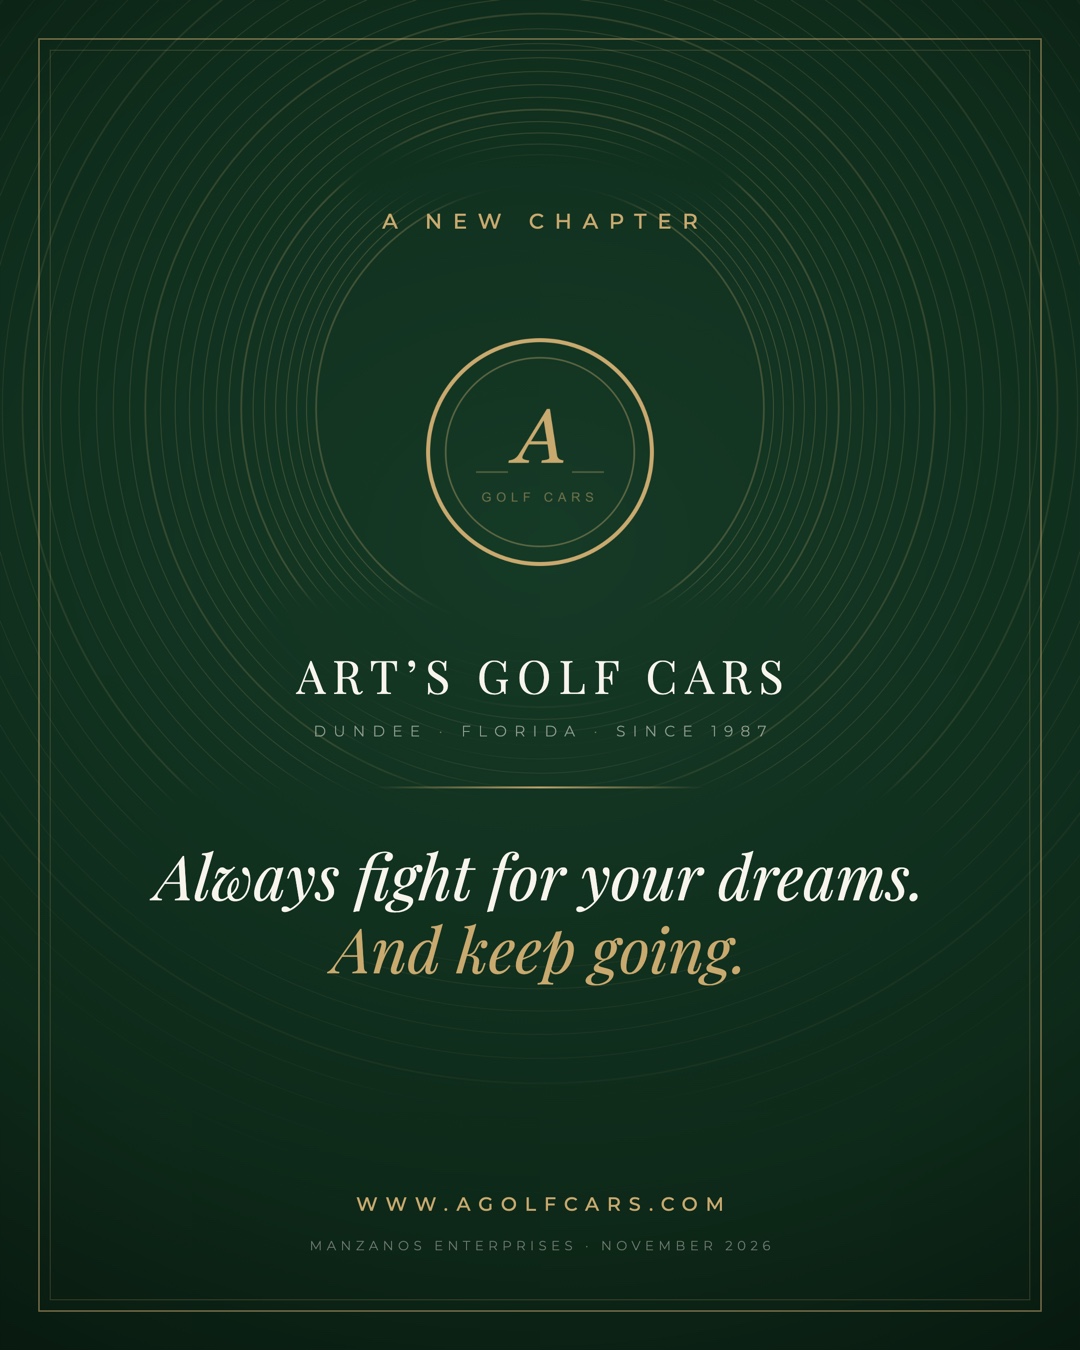 A NEW CHAPTER
A
GOLF CARS
ART’S GOLF CARS
DUNDEE · FLORIDA · SINCE 1987
Always fight for your dreams.
And keep going.
WWW.AGOLFCARS.COM
MANZANOS ENTERPRISES · NOVEMBER 2026